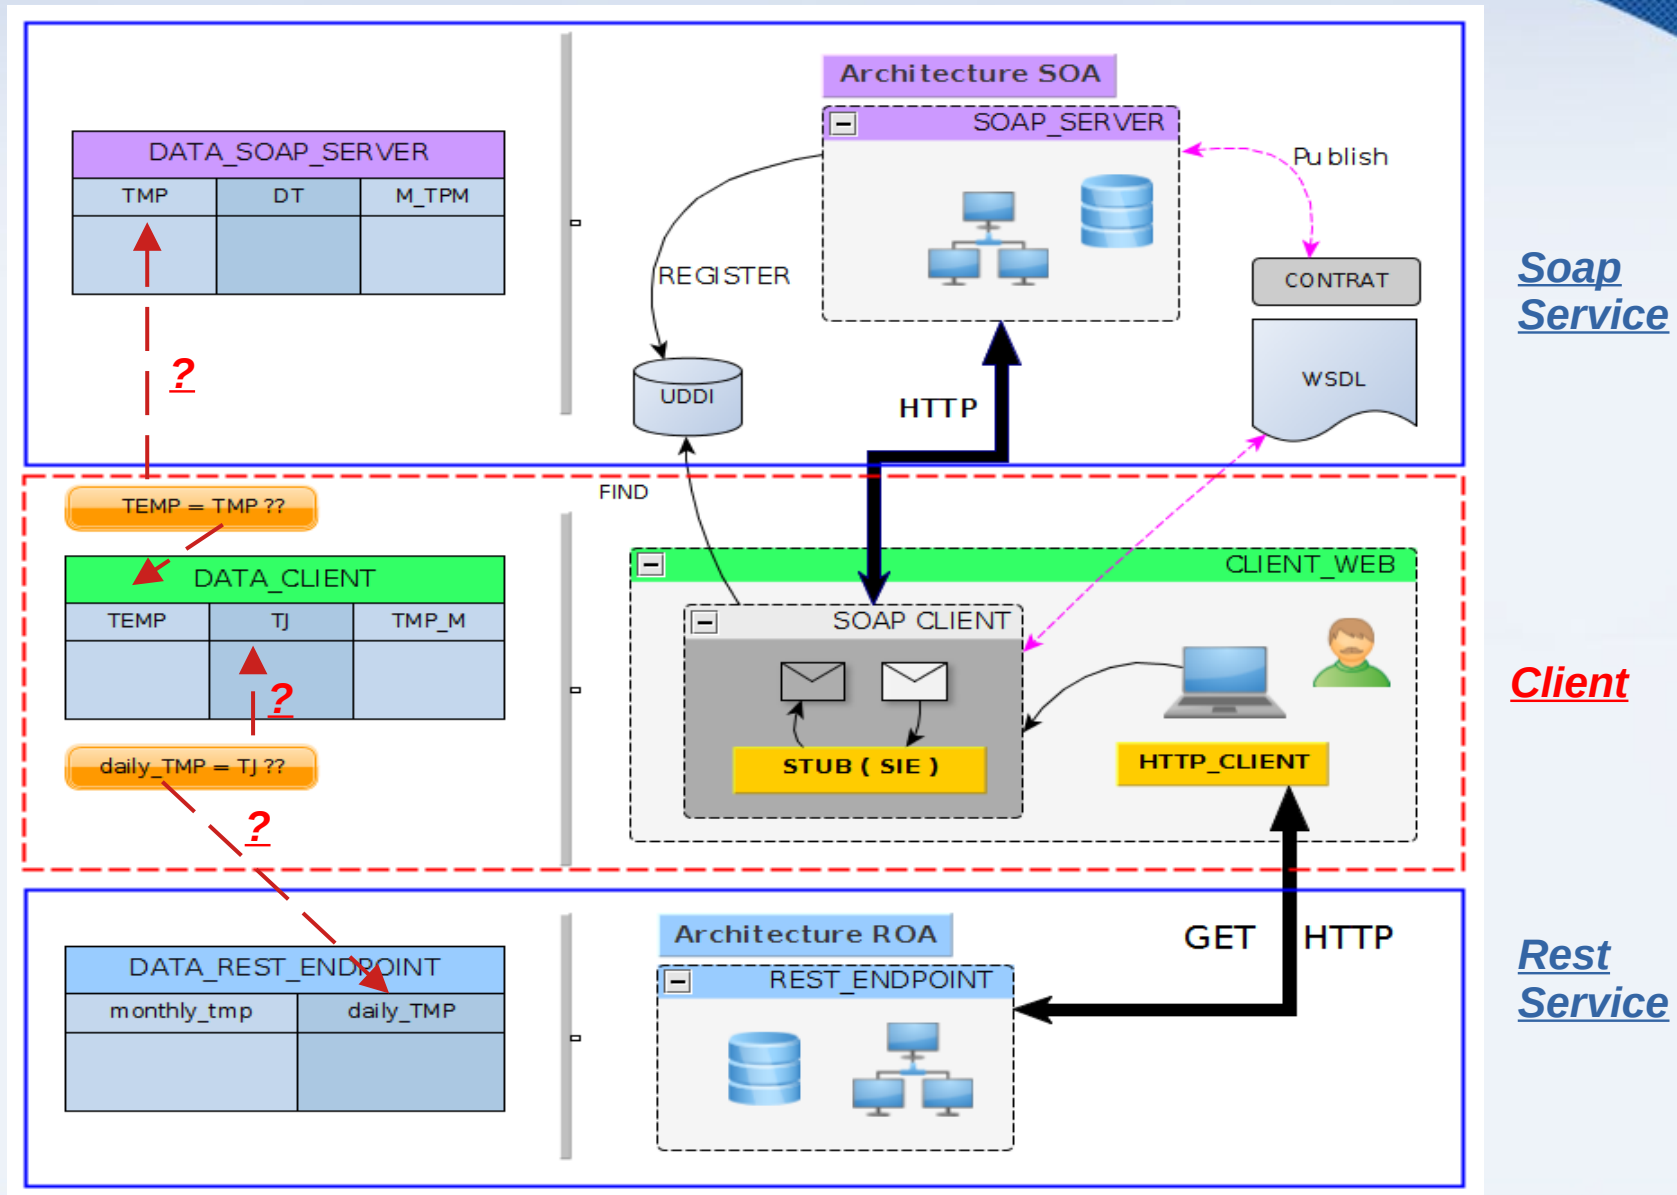 Architecture SOA
SOAP_SERVER
DATA_SOAP_SERVER
TMP DT M_TPM
Publish
REGISTER
CONTRAT
WSDL
UDDI
HTTP
?
Soap
Service
FIND
TEMP = TMP ??
DATA_CLIENT
TEMP TJ TMP_M
?
daily_TMP = TJ ??
?
CLIENT_WEB
SOAP CLIENT
STUB ( SIE )
HTTP_CLIENT
Client
Architecture ROA
GET HTTP
REST_ENDPOINT
DATA_REST_ENDPOINT
monthly_tmp daily_TMP
Rest
Service